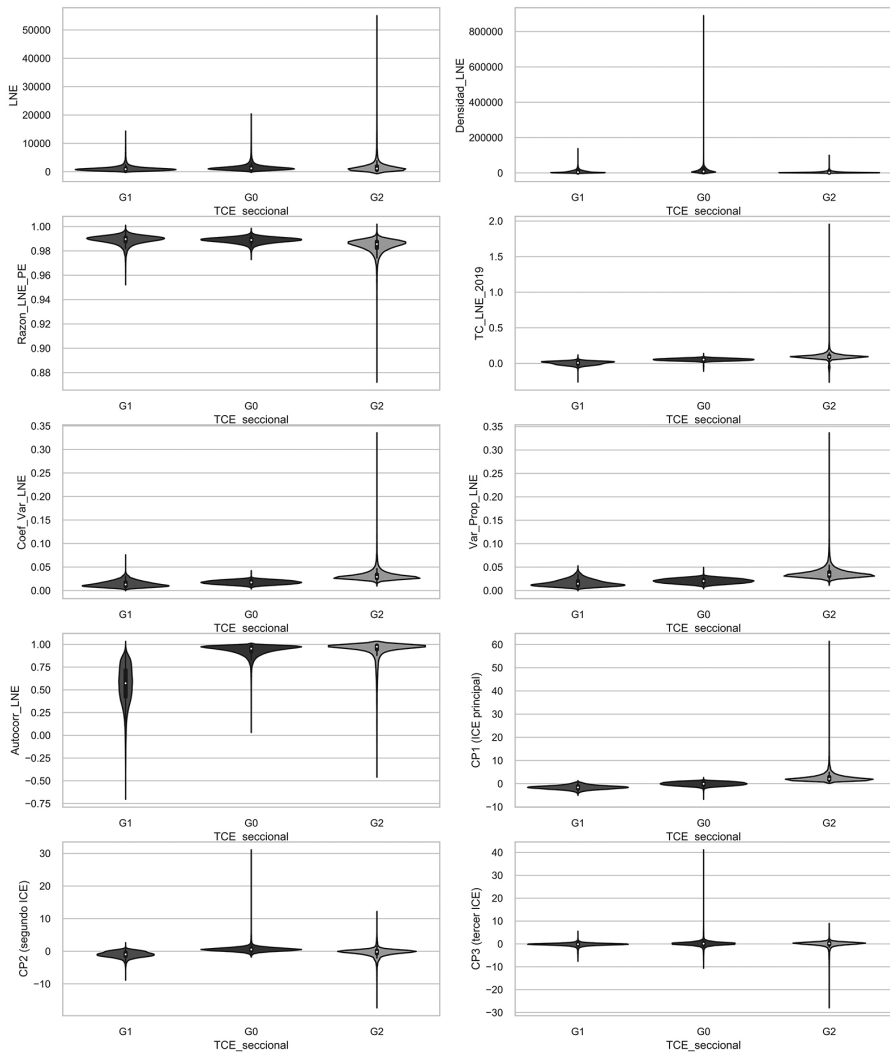 LNE
50000
40000
30000
20000
10000
0
G1 G0 G2
TCE_seccional
Densidad_LNE
800000
600000
400000
200000
0
G1 G0 G2
TCE_seccional
Razon_LNE_PE
1.00
0.98
0.96
0.94
0.92
0.90
0.88
G1 G0 G2
TCE_seccional
TC_LNE_2019
2.0
1.5
1.0
0.5
0.0
G1 G0 G2
TCE_seccional
Coef_Var_LNE
0.35
0.30
0.25
0.20
0.15
0.10
0.05
0.00
G1 G0 G2
TCE_seccional
Var_Prop_LNE
0.35
0.30
0.25
0.20
0.15
0.10
0.05
0.00
G1 G0 G2
TCE_seccional
Autocorr_LNE
1.00
0.75
0.50
0.25
0.00
−0.25
−0.50
−0.75
G1 G0 G2
TCE_seccional
CP1 (ICE principal)
60
50
40
30
20
10
0
−10
G1 G0 G2
TCE_seccional
CP2 (segundo ICE)
30
20
10
0
−10
G1 G0 G2
TCE_seccional
CP3 (tercer ICE)
40
30
20
10
0
−10
−20
−30
G1 G0 G2
TCE_seccional